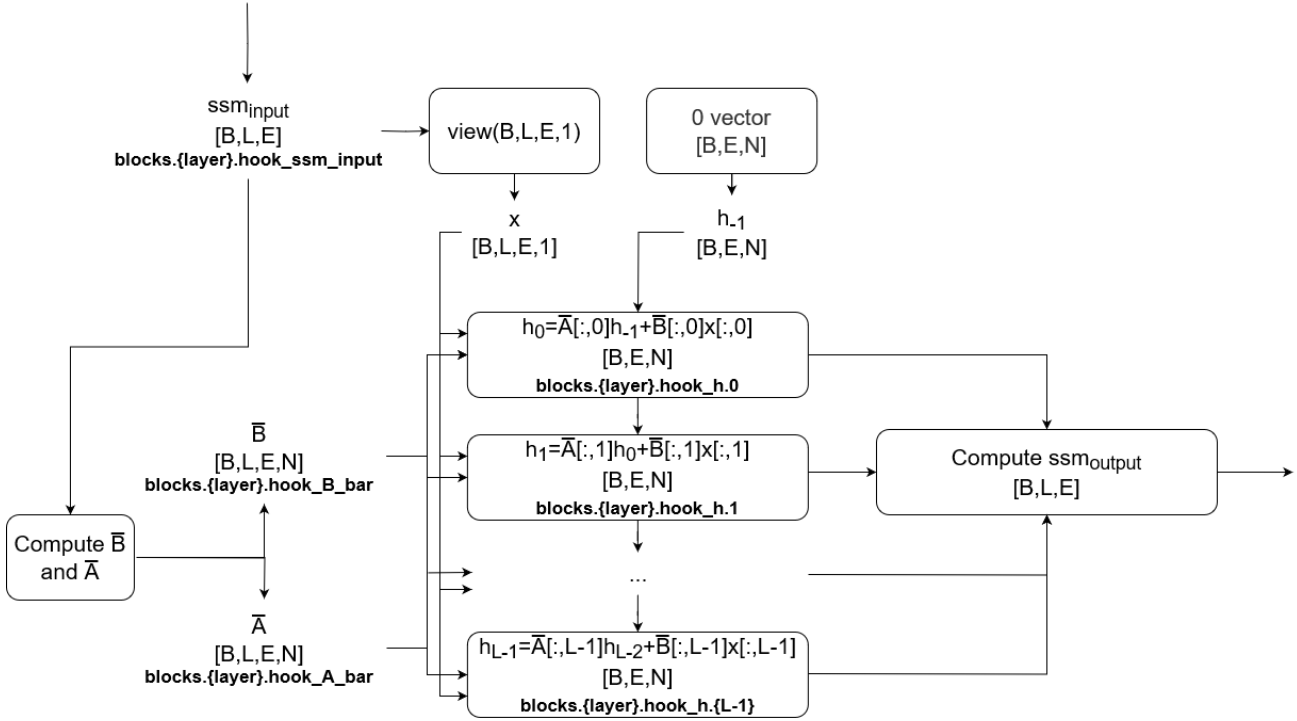 ssm_input
[B,L,E]
blocks.{layer}.hook_ssm_input
view(B,L,E,1)
0 vector
[B,E,N]
x
[B,L,E,1]
h_-1
[B,E,N]
h_0=A̅[:,0]h_-1+B̅[:,0]x[:,0]
[B,E,N]
blocks.{layer}.hook_h.0
B̅
[B,L,E,N]
blocks.{layer}.hook_B_bar
h_1=A̅[:,1]h_0+B̅[:,1]x[:,1]
[B,E,N]
blocks.{layer}.hook_h.1
Compute ssm_output
[B,L,E]
Compute B̅
and A̅
...
A̅
[B,L,E,N]
blocks.{layer}.hook_A_bar
h_L-1=A̅[:,L-1]h_L-2+B̅[:,L-1]x[:,L-1]
[B,E,N]
blocks.{layer}.hook_h.{L-1}